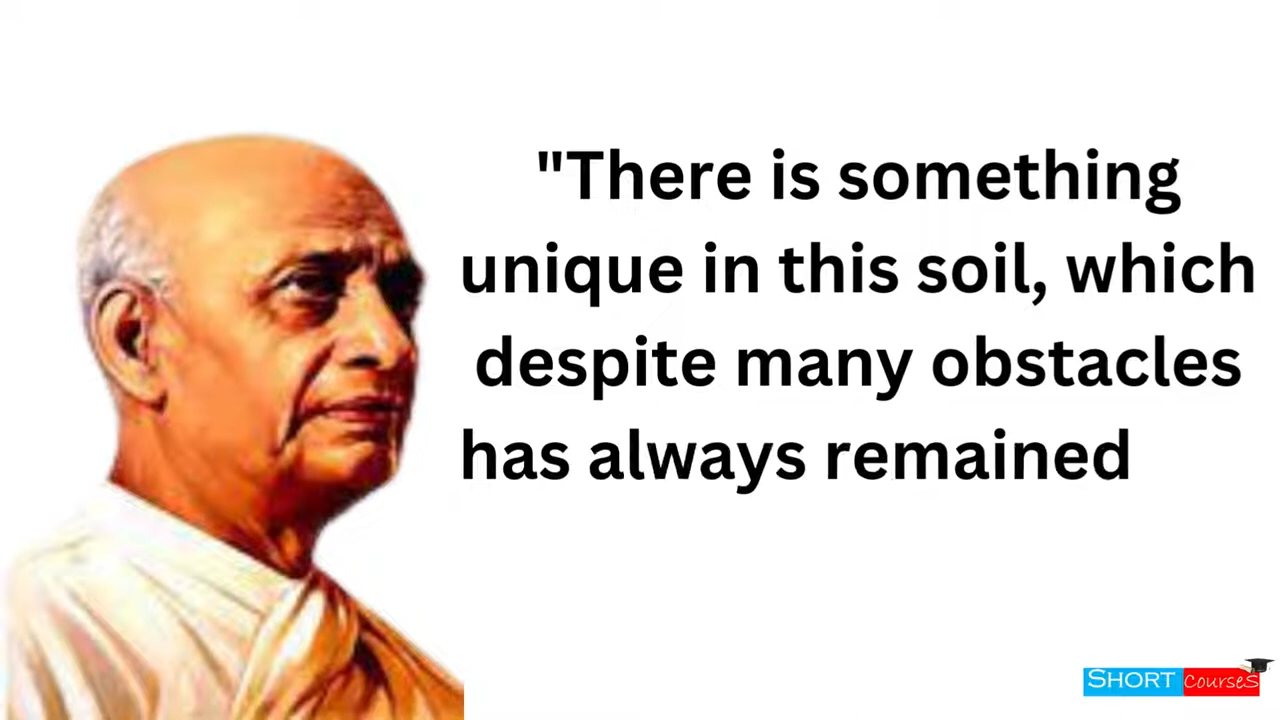 "There is something
unique in this soil, which
despite many obstacles
has always remained
SHORT CourseS